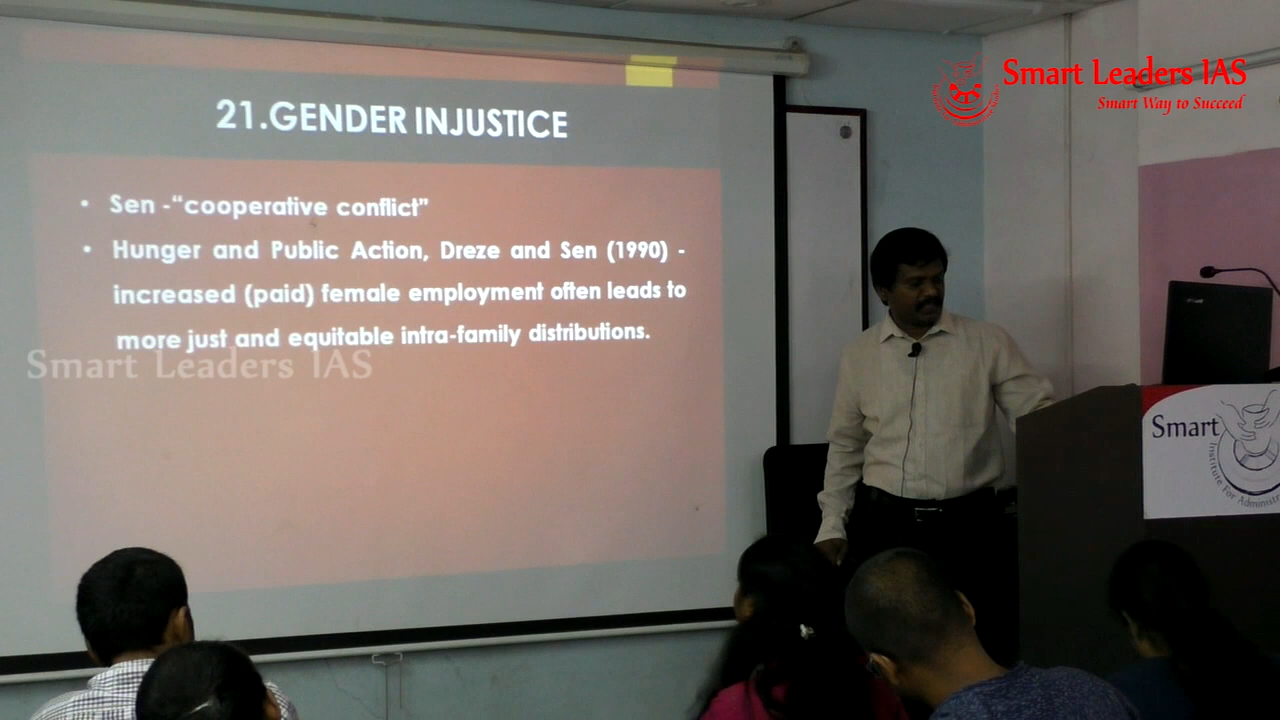 Smart Leaders IAS
Smart Way to Succeed
21.GENDER INJUSTICE
• Sen -“cooperative conflict”
• Hunger and Public Action, Dreze and Sen (1990) -
increased (paid) female employment often leads to
more just and equitable intra-family distributions.
Smart Leaders IAS
Smart
Institute For